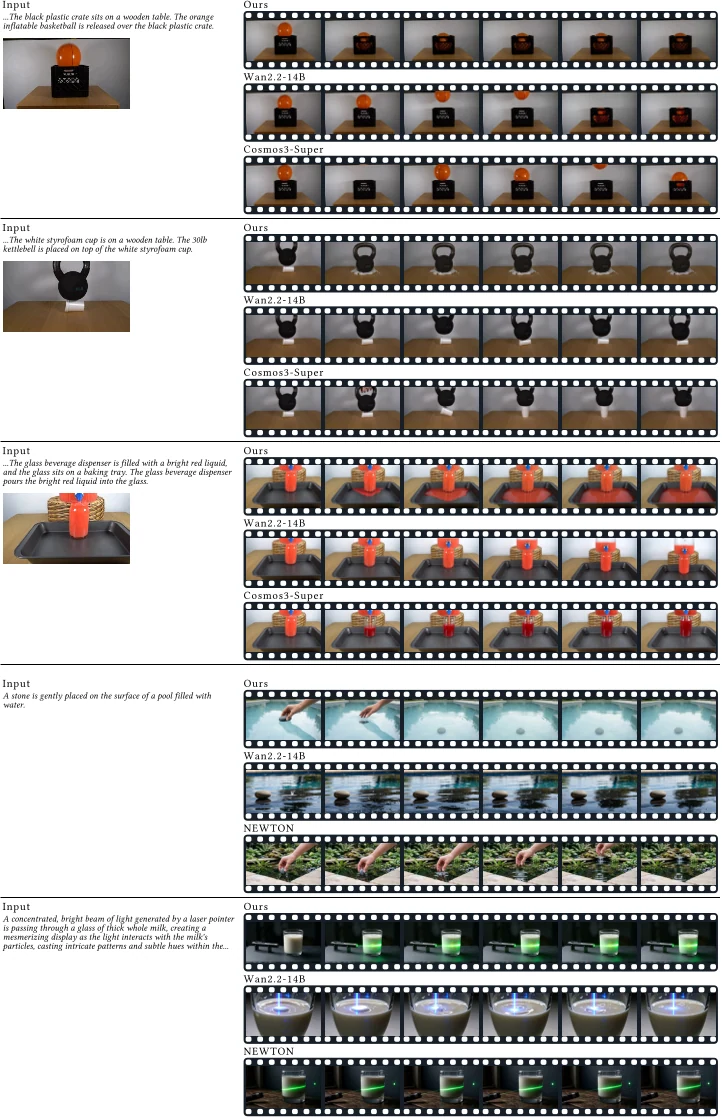 Input
...The black plastic crate sits on a wooden table. The orange
inflatable basketball is released over the black plastic crate.
Ours
Wan2.2-14B
Cosmos3-Super
Input
...The white styrofoam cup is on a wooden table. The 30lb
kettlebell is placed on top of the white styrofoam cup.
Ours
Wan2.2-14B
Cosmos3-Super
Input
...The glass beverage dispenser is filled with a bright red liquid,
and the glass sits on a baking tray. The glass beverage dispenser
pours the bright red liquid into the glass.
Ours
Wan2.2-14B
Cosmos3-Super
Input
A stone is gently placed on the surface of a pool filled with
water.
Ours
Wan2.2-14B
NEWTON
Input
A concentrated, bright beam of light generated by a laser pointer
is passing through a glass of thick whole milk, creating a
mesmerizing display as the light interacts with the milk's
particles, casting intricate patterns and subtle hues within the...
Ours
Wan2.2-14B
NEWTON